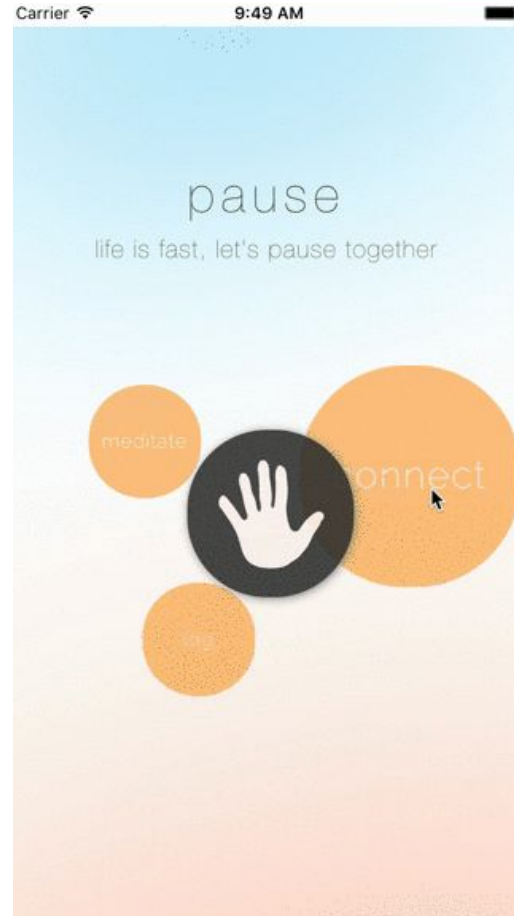 Carrier 9:49 AM
pause
life is fast, let's pause together
meditate
connect